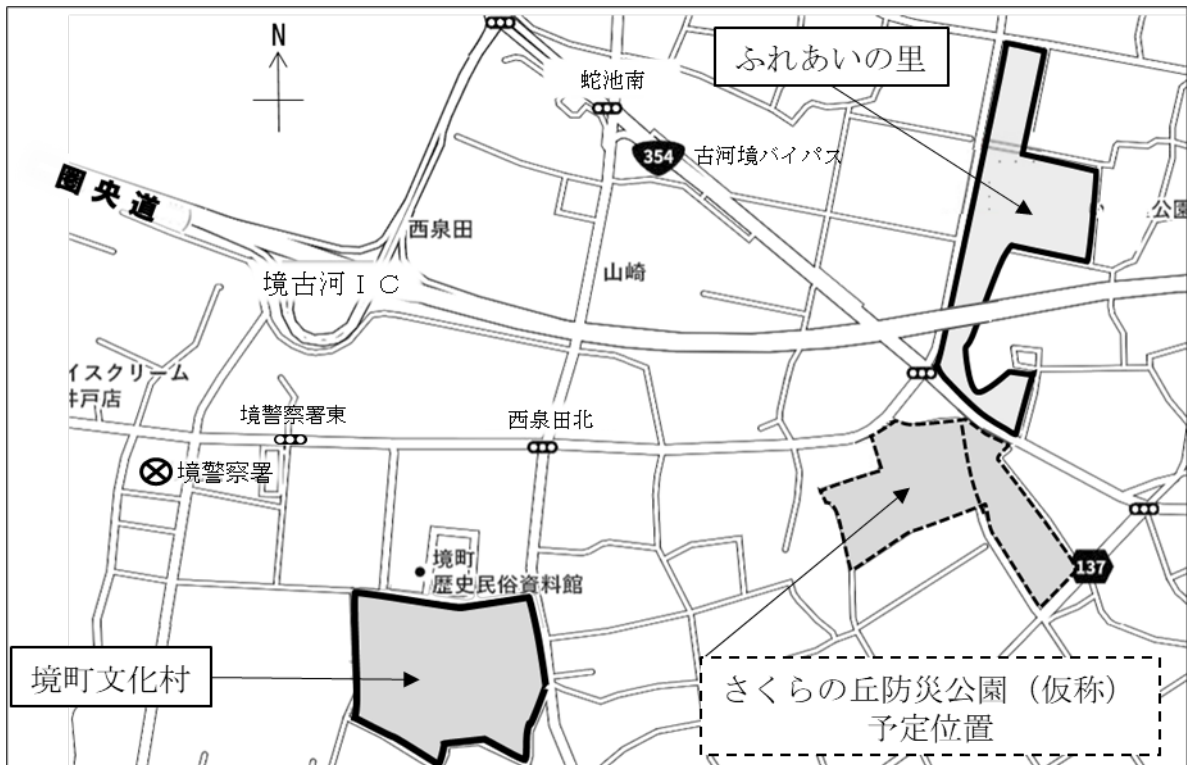 N
ふれあいの里
蛇池南
354
古河境バイパス
圏央道
西泉田
公園
境古河ＩＣ
山崎
イスクリーム
井戸店
境警察署東
西泉田北
境警察署
137
境町
歴史民俗資料館
境町文化村
さくらの丘防災公園（仮称）
予定位置